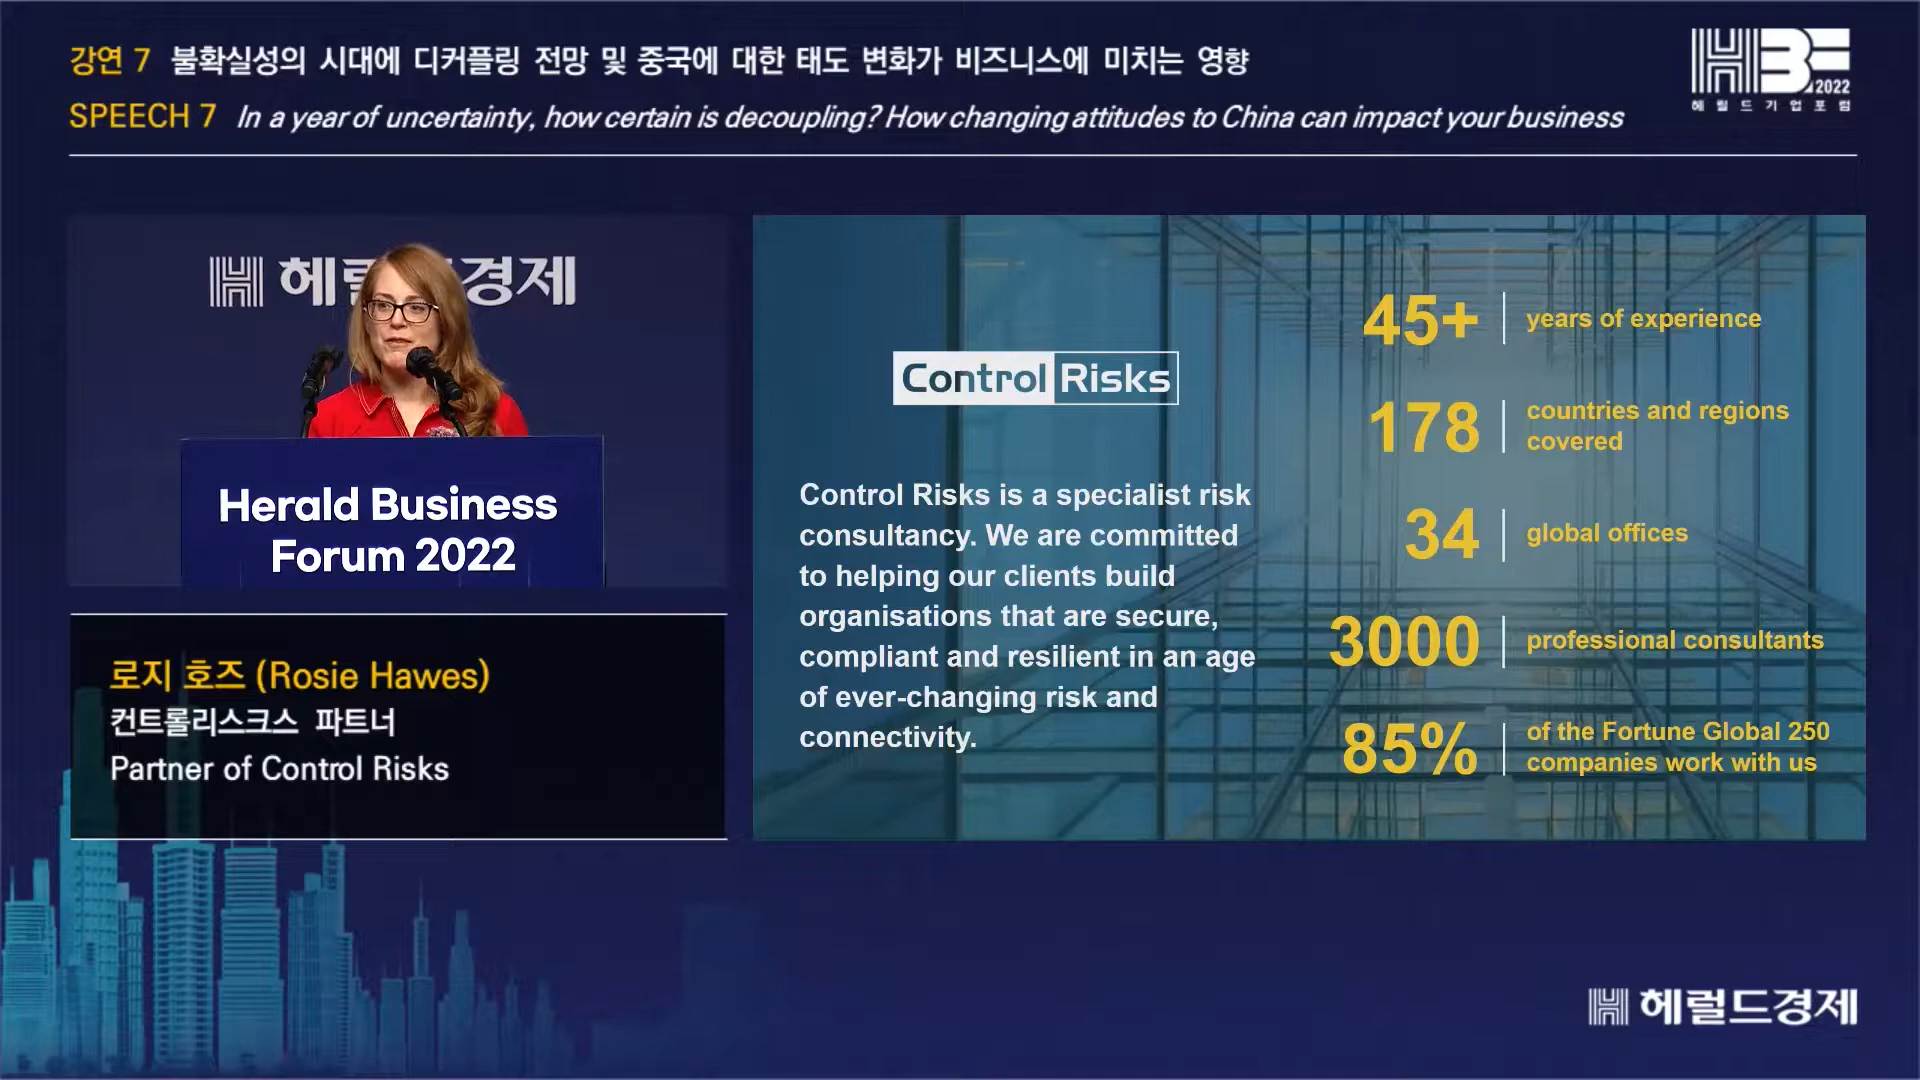 강연 7 불확실성의 시대에 디커플링 전망 및 중국에 대한 태도 변화가 비즈니스에 미치는 영향
SPEECH 7 In a year of uncertainty, how certain is decoupling? How changing attitudes to China can impact your business
HBF 2022
헤럴드기업포럼
헤럴드경제
Herald Business
Forum 2022
로지 호즈 (Rosie Hawes)
컨트롤리스크스 파트너
Partner of Control Risks
Control Risks
Control Risks is a specialist risk
consultancy. We are committed
to helping our clients build
organisations that are secure,
compliant and resilient in an age
of ever-changing risk and
connectivity.
45+ years of experience
178 countries and regions
covered
34 global offices
3000 professional consultants
85% of the Fortune Global 250
companies work with us
헤럴드경제